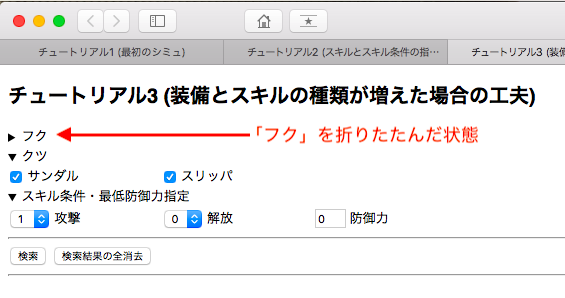 チュートリアル1 (最初のシミュ)
チュートリアル2 (スキルとスキル条件の指…
チュートリアル3 (装
チュートリアル3 (装備とスキルの種類が増えた場合の工夫)
▶ フク
「フク」を折りたたんだ状態
▼ クツ
サンダル スリッパ
▼ スキル条件・最低防御力指定
1 攻撃 0 解放 0 防御力
検索 検索結果の全消去